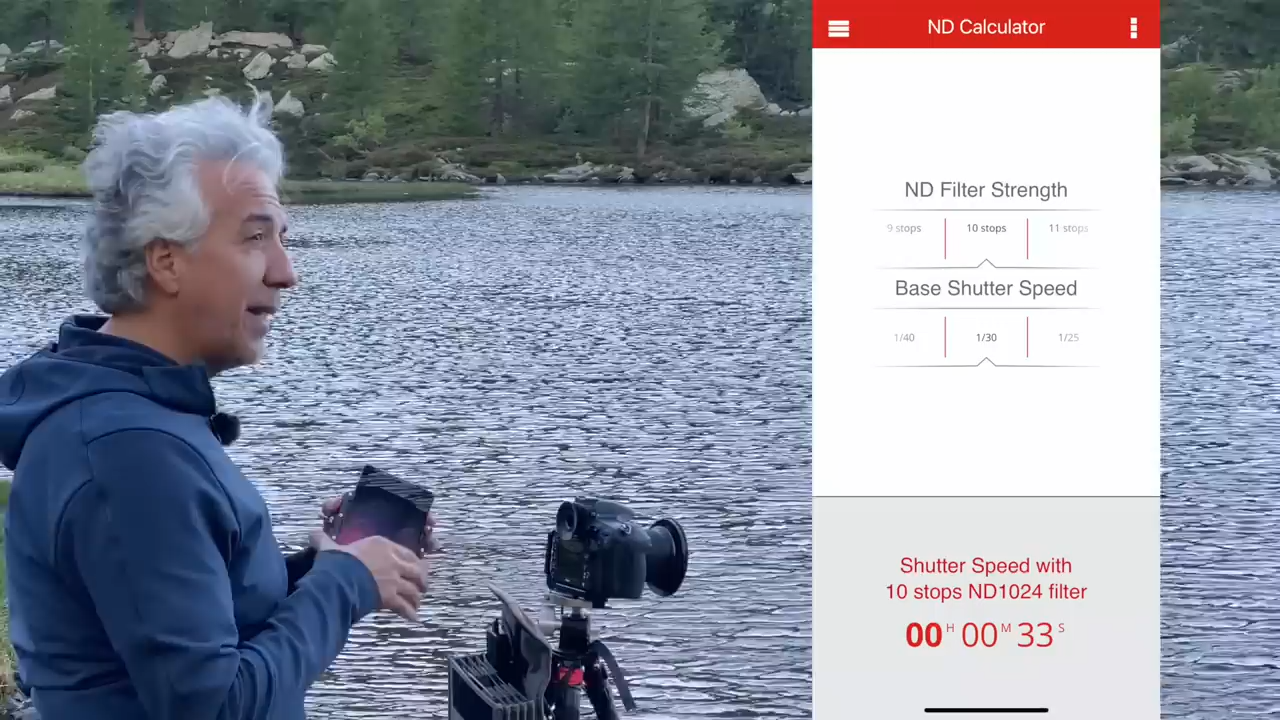 ND Calculator
ND Filter Strength
9 stops 10 stops 11 stops
Base Shutter Speed
1/40 1/30 1/25
Shutter Speed with
10 stops ND1024 filter
00 H 00 M 33 S